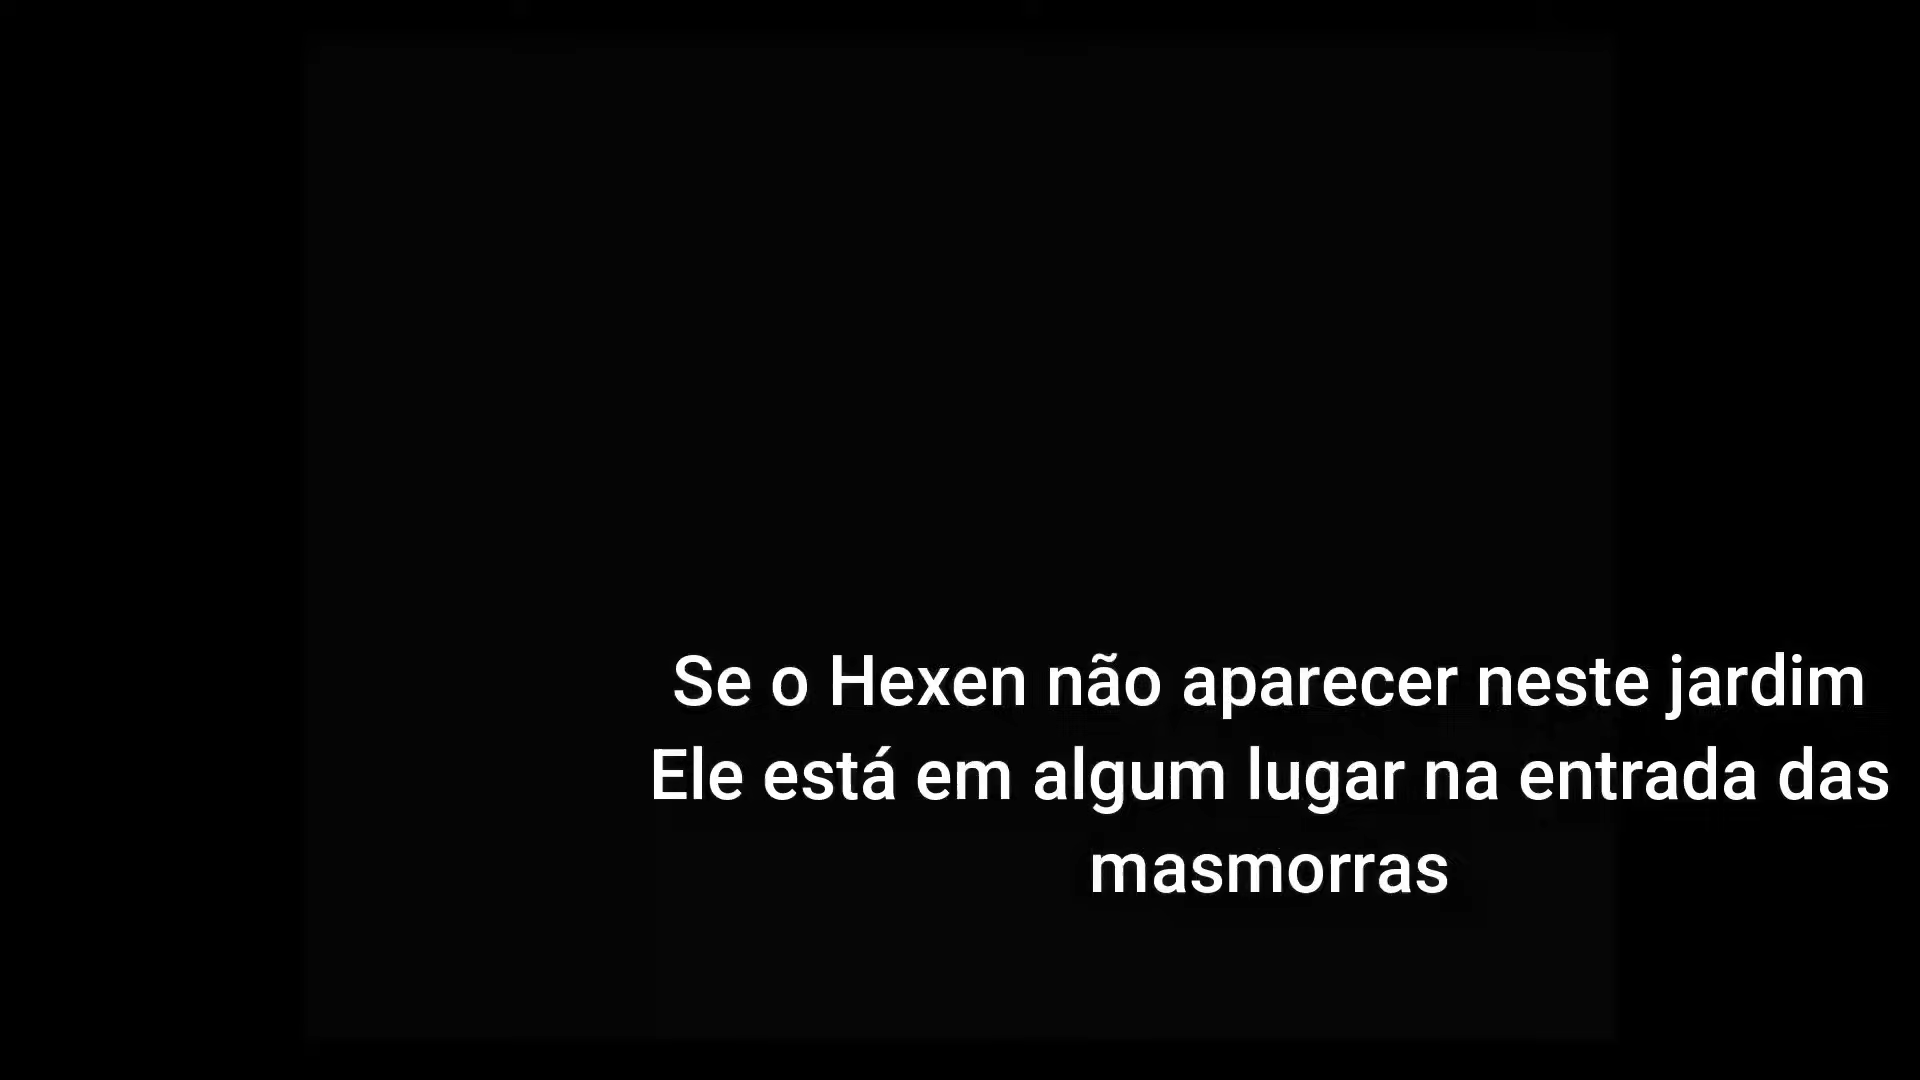 Se o Hexen não aparecer neste jardim
Ele está em algum lugar na entrada das
masmorras